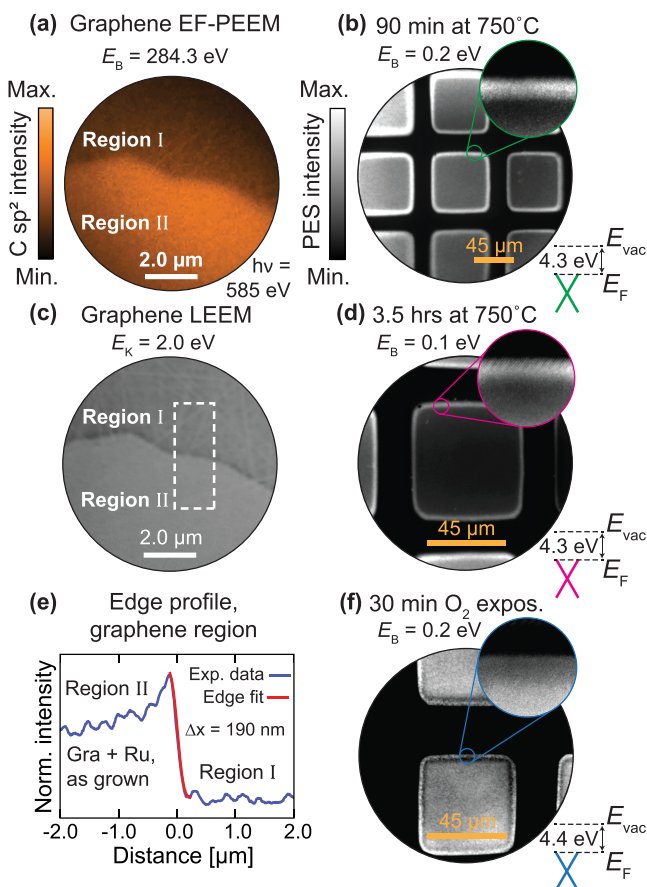 (a) Graphene EF-PEEM
E_B = 284.3 eV
Max.
C sp² intensity
Min.
Region I
Region II
2.0 µm
hν =
585 eV
(b) 90 min at 750˚C
E_B = 0.2 eV
Max.
PES intensity
Min.
45 µm
E_vac
4.3 eV
E_F
(c) Graphene LEEM
E_K = 2.0 eV
Region I
Region II
2.0 µm
(d) 3.5 hrs at 750˚C
E_B = 0.1 eV
45 µm
E_vac
4.3 eV
E_F
(e) Edge profile,
graphene region
Norm. intensity
Region II
Exp. data
Edge fit
Δx = 190 nm
Gra + Ru,
as grown
Region I
-2.0 -1.0 0.0 1.0 2.0
Distance [µm]
(f) 30 min O₂ expos.
E_B = 0.2 eV
45 µm
E_vac
4.4 eV
E_F